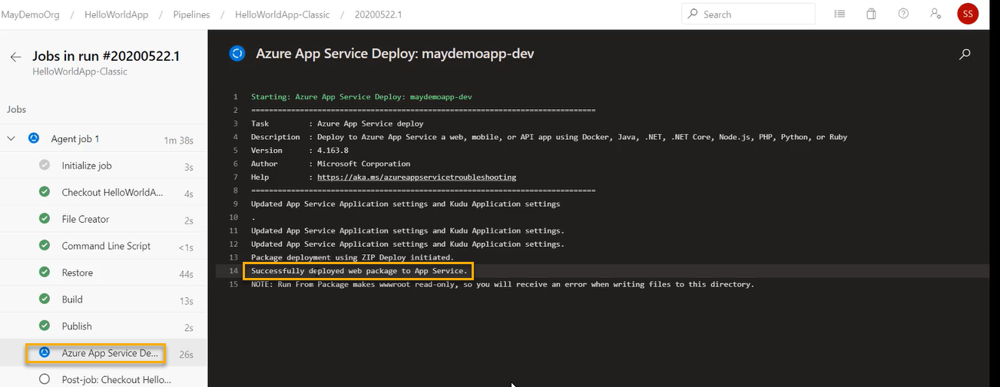 MayDemoOrg / HelloWorldApp / Pipelines / HelloWorldApp-Classic / 20200522.1
Search
SS
Jobs in run #20200522.1
HelloWorldApp-Classic
Jobs
Agent job 1 1m 38s
Initialize job 3s
Checkout HelloWorldA... 4s
File Creator 2s
Command Line Script <1s
Restore 44s
Build 13s
Publish 2s
Azure App Service De... 26s
Post-job: Checkout Hello...
Azure App Service Deploy: maydemoapp-dev
1 Starting: Azure App Service Deploy: maydemoapp-dev
2 ==============================================================================
3 Task : Azure App Service deploy
4 Description : Deploy to Azure App Service a web, mobile, or API app using Docker, Java, .NET, .NET Core, Node.js, PHP, Python, or Ruby
5 Version : 4.163.8
6 Author : Microsoft Corporation
7 Help : https://aka.ms/azureappservicetroubleshooting
8 ==============================================================================
9 Updated App Service Application settings and Kudu Application settings
10 .
11 Updated App Service Application settings and Kudu Application settings.
12 Updated App Service Application settings and Kudu Application settings.
13 Package deployment using ZIP Deploy initiated.
14 Successfully deployed web package to App Service.
15 NOTE: Run From Package makes wwwroot read-only, so you will receive an error when writing files to this directory.